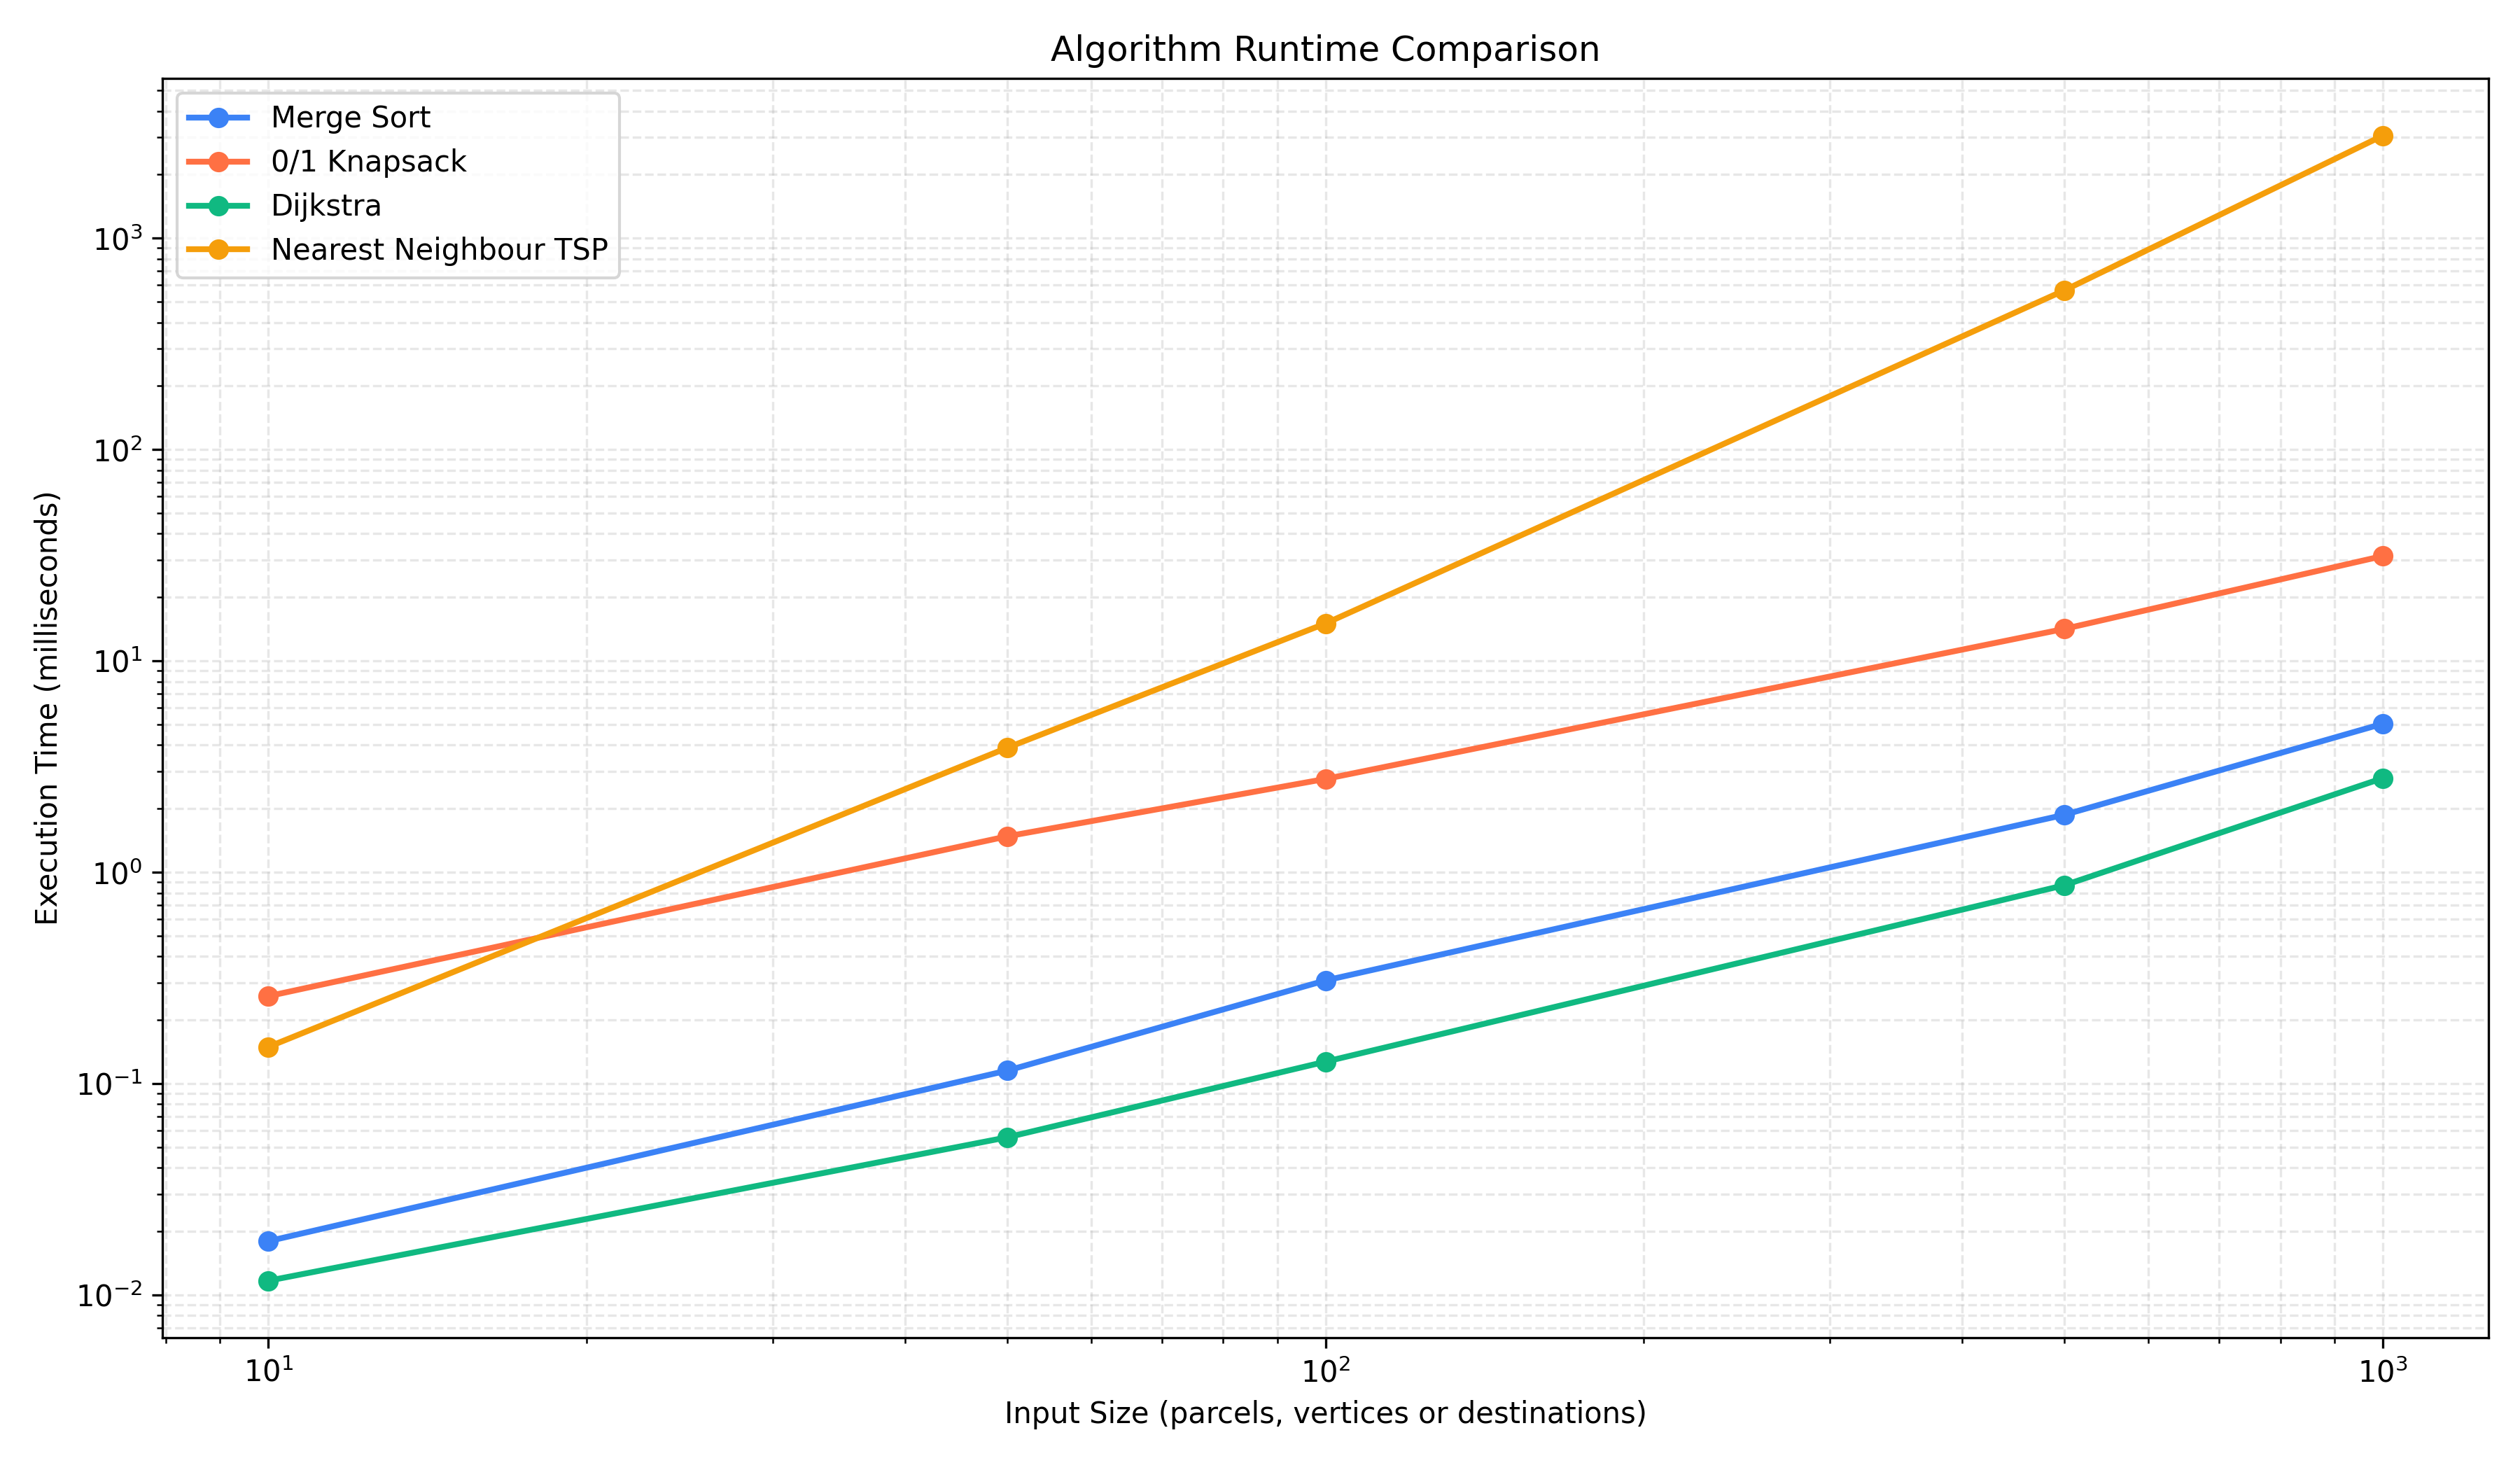 Algorithm Runtime Comparison
Merge Sort
0/1 Knapsack
Dijkstra
Nearest Neighbour TSP
10³
10²
10¹
10⁰
10⁻¹
10⁻²
Execution Time (milliseconds)
10¹ 10² 10³
Input Size (parcels, vertices or destinations)